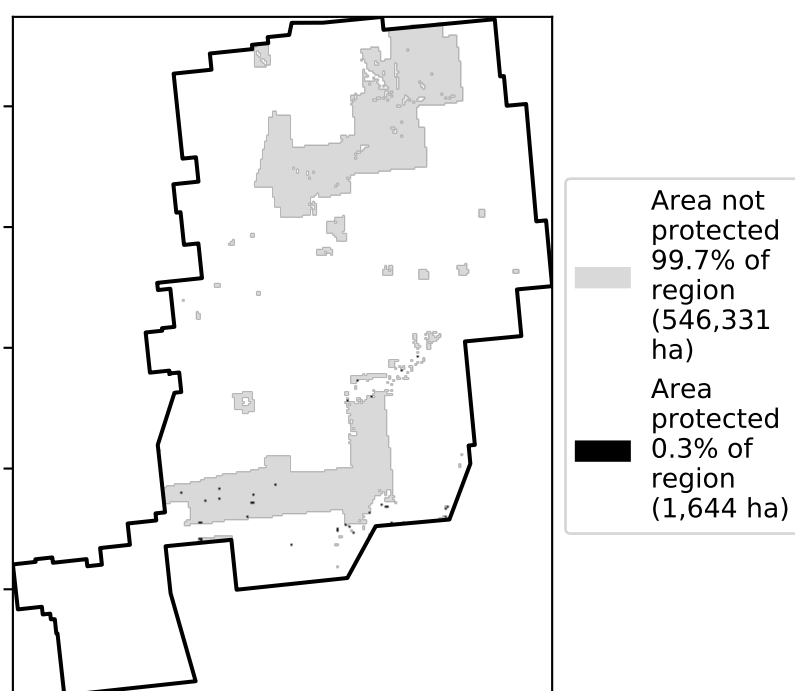 Area not
protected
99.7% of
region
(546,331
ha)
Area
protected
0.3% of
region
(1,644 ha)